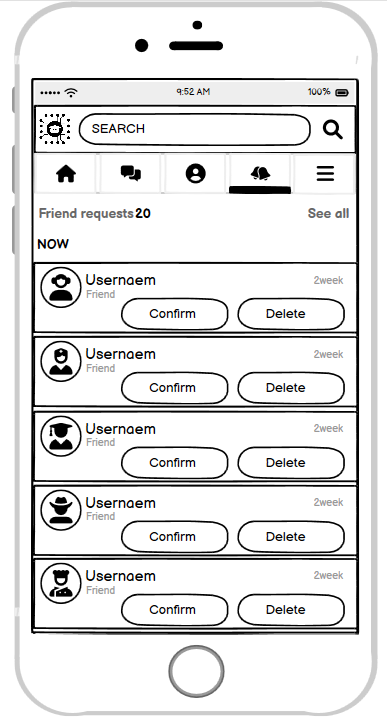 9:52 AM 100%
SEARCH
Friend requests 20 See all
NOW
Usernaem 2week
Friend
Confirm Delete
Usernaem 2week
Friend
Confirm Delete
Usernaem 2week
Friend
Confirm Delete
Usernaem 2week
Friend
Confirm Delete
Usernaem 2week
Friend
Confirm Delete